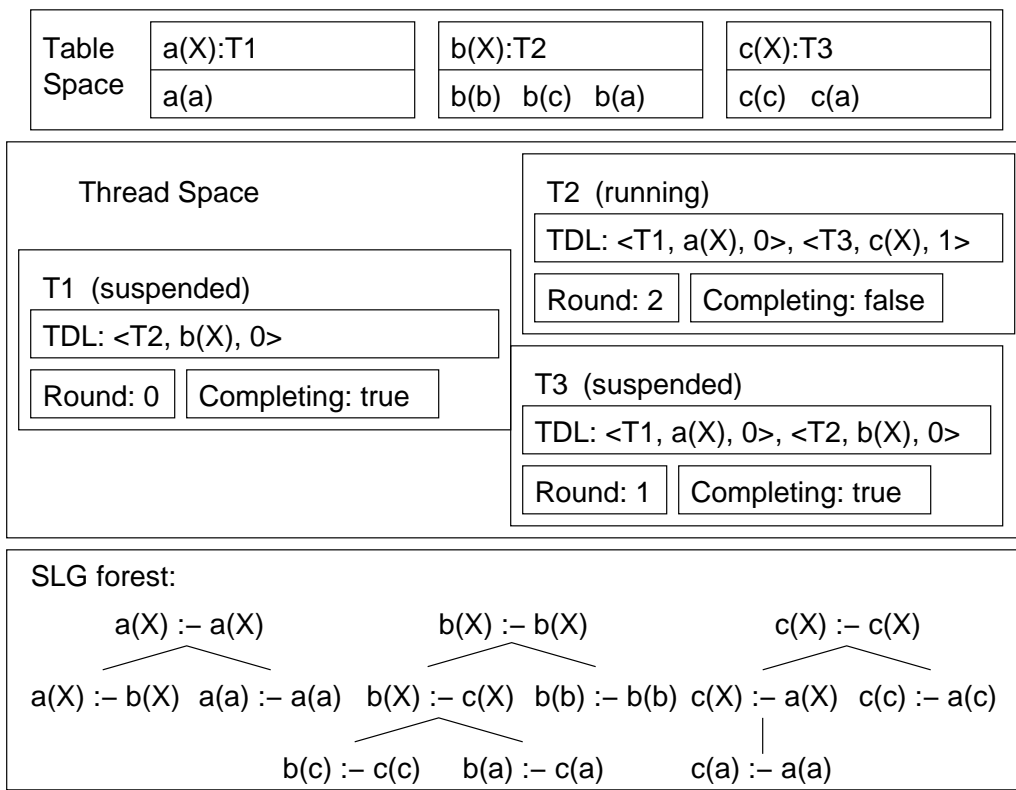 Table Space
a(X):T1
a(a)
b(X):T2
b(b) b(c) b(a)
c(X):T3
c(c) c(a)
Thread Space
T1 (suspended)
TDL: <T2, b(X), 0>
Round: 0
Completing: true
T2 (running)
TDL: <T1, a(X), 0>, <T3, c(X), 1>
Round: 2
Completing: false
T3 (suspended)
TDL: <T1, a(X), 0>, <T2, b(X), 0>
Round: 1
Completing: true
SLG forest:
a(X) :– a(X) b(X) :– b(X) c(X) :– c(X)
a(X) :– b(X) a(a) :– a(a) b(X) :– c(X) b(b) :– b(b) c(X) :– a(X) c(c) :– a(c)
b(c) :– c(c) b(a) :– c(a) c(a) :– a(a)